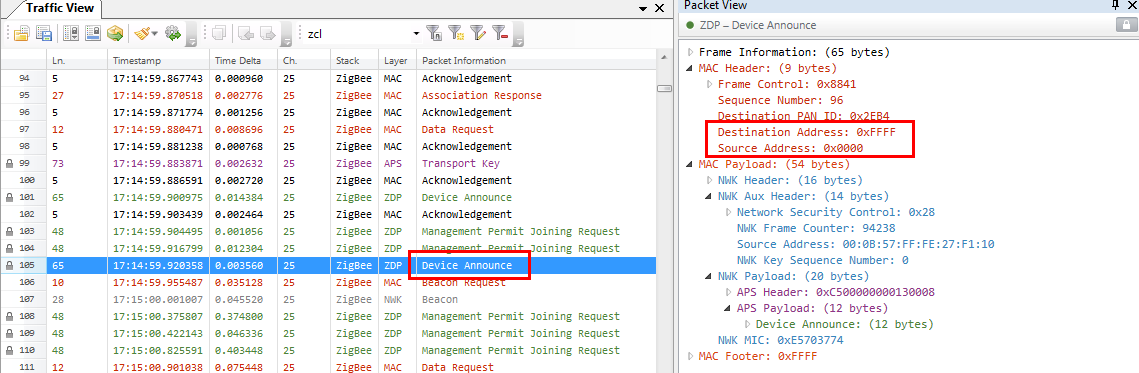 Traffic View
zcl
Ln. Timestamp Time Delta Ch. Stack Layer Packet Information
94 5 17:14:59.867743 0.000960 25 ZigBee MAC Acknowledgement
95 27 17:14:59.870518 0.002776 25 ZigBee MAC Association Response
96 5 17:14:59.871774 0.001256 25 ZigBee MAC Acknowledgement
97 12 17:14:59.880471 0.008696 25 ZigBee MAC Data Request
98 5 17:14:59.881238 0.000768 25 ZigBee MAC Acknowledgement
99 73 17:14:59.883871 0.002632 25 ZigBee APS Transport Key
100 5 17:14:59.886591 0.002720 25 ZigBee MAC Acknowledgement
101 65 17:14:59.900975 0.014384 25 ZigBee ZDP Device Announce
102 5 17:14:59.903439 0.002464 25 ZigBee MAC Acknowledgement
103 48 17:14:59.904495 0.001056 25 ZigBee ZDP Management Permit Joining Request
104 48 17:14:59.916799 0.012304 25 ZigBee ZDP Management Permit Joining Request
105 65 17:14:59.920358 0.003560 25 ZigBee ZDP Device Announce
106 10 17:14:59.955487 0.035128 25 ZigBee MAC Beacon Request
107 28 17:15:00.001007 0.045520 25 ZigBee NWK Beacon
108 48 17:15:00.375807 0.374800 25 ZigBee ZDP Management Permit Joining Request
109 48 17:15:00.422143 0.046336 25 ZigBee ZDP Management Permit Joining Request
110 48 17:15:00.825591 0.403448 25 ZigBee ZDP Management Permit Joining Request
111 12 17:15:00.901038 0.075448 25 ZigBee MAC Data Request
Packet View
ZDP – Device Announce
Frame Information: (65 bytes)
MAC Header: (9 bytes)
Frame Control: 0x8841
Sequence Number: 96
Destination PAN ID: 0x2EB4
Destination Address: 0xFFFF
Source Address: 0x0000
MAC Payload: (54 bytes)
NWK Header: (16 bytes)
NWK Aux Header: (14 bytes)
Network Security Control: 0x28
NWK Frame Counter: 94238
Source Address: 00:0B:57:FF:FE:27:F1:10
NWK Key Sequence Number: 0
NWK Payload: (20 bytes)
APS Header: 0xC500000000130008
APS Payload: (12 bytes)
Device Announce: (12 bytes)
NWK MIC: 0xE5703774
MAC Footer: 0xFFFF